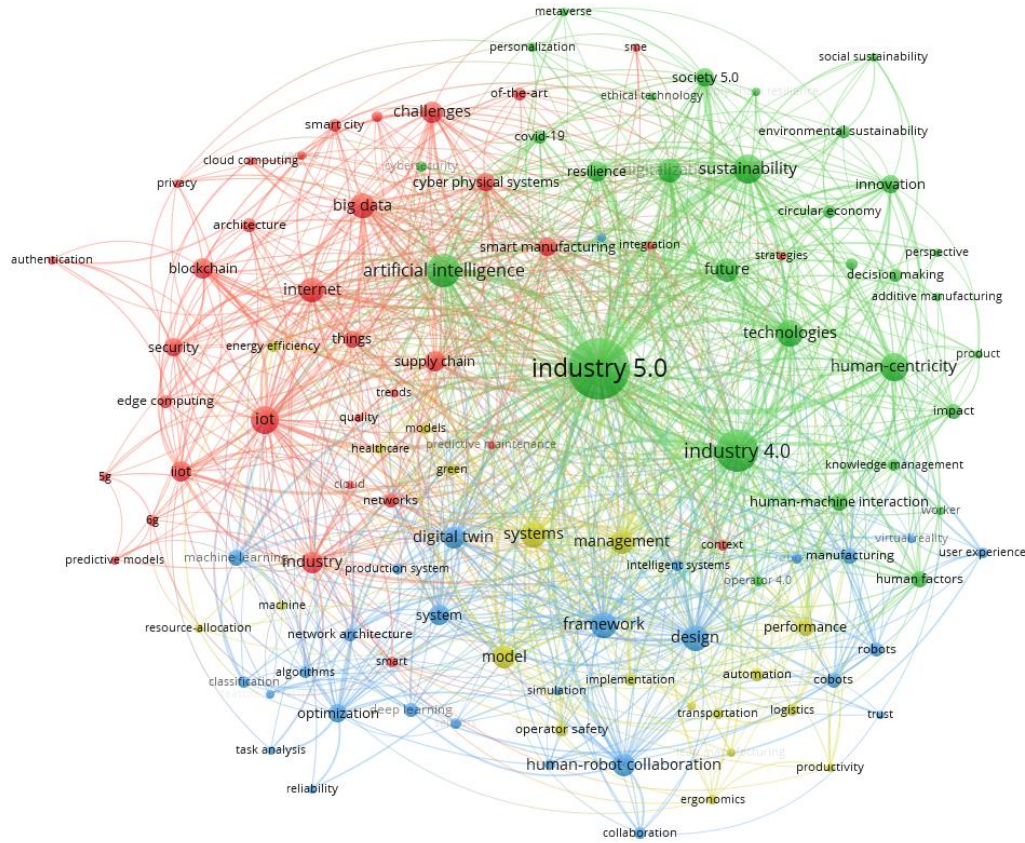 metaverse
personalization
sme
social sustainability
society 5.0
of-the-art
ethical technology
challenges
smart city
covid-19
environmental sustainability
cloud computing
cybersecurity
resilience
digitalization
sustainability
privacy
cyber physical systems
innovation
big data
circular economy
architecture
smart manufacturing
integration
strategies
perspective
authentication
blockchain
artificial intelligence
future
decision making
internet
additive manufacturing
security
energy efficiency
things
technologies
product
supply chain
industry 5.0
human-centricity
edge computing
trends
impact
iot
quality
models
healthcare
predictive maintenance
industry 4.0
iiot
green
knowledge management
5g
cloud
networks
human-machine interaction
worker
6g
digital twin
systems
management
context
virtual reality
predictive models
machine learning
industry
production system
intelligent systems
manufacturing
user experience
operator 4.0
human factors
machine
resource-allocation
network architecture
system
framework
design
performance
smart
model
robots
classification
algorithms
simulation
implementation
automation
cobots
optimization
deep learning
operator safety
transportation
logistics
trust
task analysis
human-robot collaboration
productivity
reliability
ergonomics
collaboration